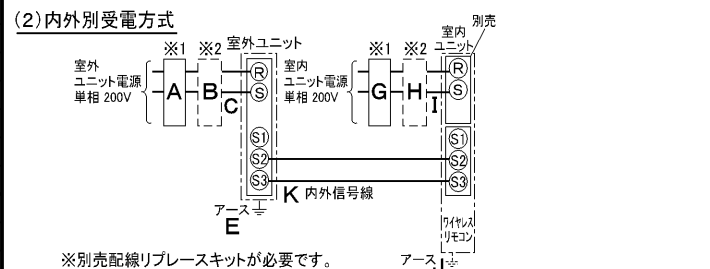 (2)内外別受電方式
別売
※1 ※2 室外ユニット
※1 ※2 室内ユニット
室外
ユニット電源
単相 200V
A B C
R
S
S1
S2
S3
室内
ユニット電源
単相 200V
G H I
R
S
S1
S2
S3
K 内外信号線
アース
E
ワイヤレス
リモコン
アース
J
※別売配線リプレースキットが必要です。